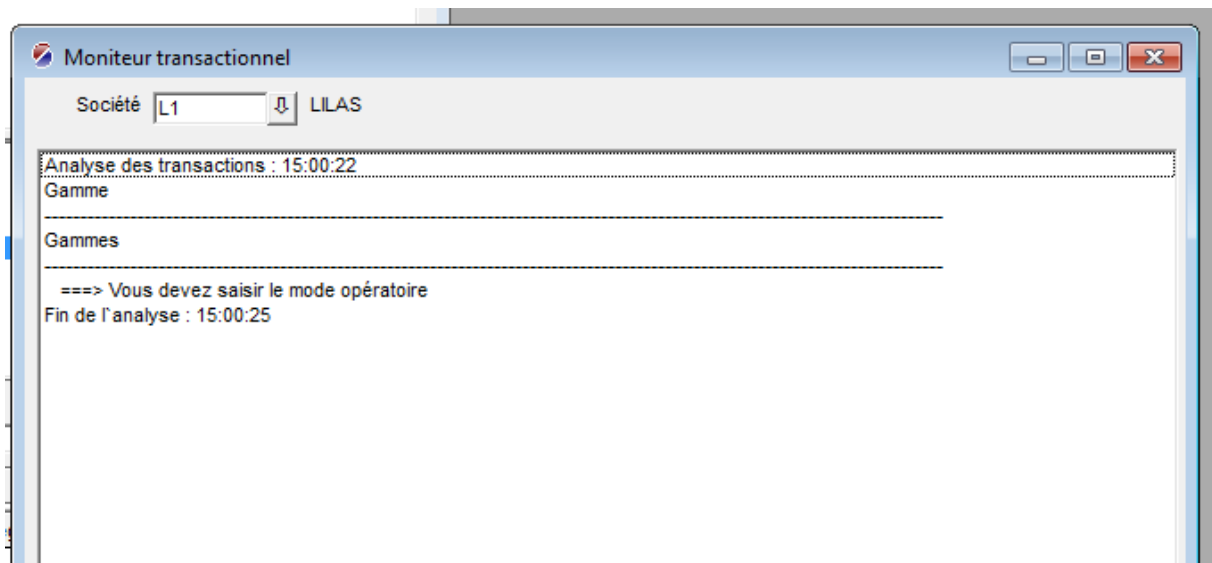 Moniteur transactionnel
Société L1 LILAS
Analyse des transactions : 15:00:22
Gamme
Gammes
===> Vous devez saisir le mode opératoire
Fin de l`analyse : 15:00:25